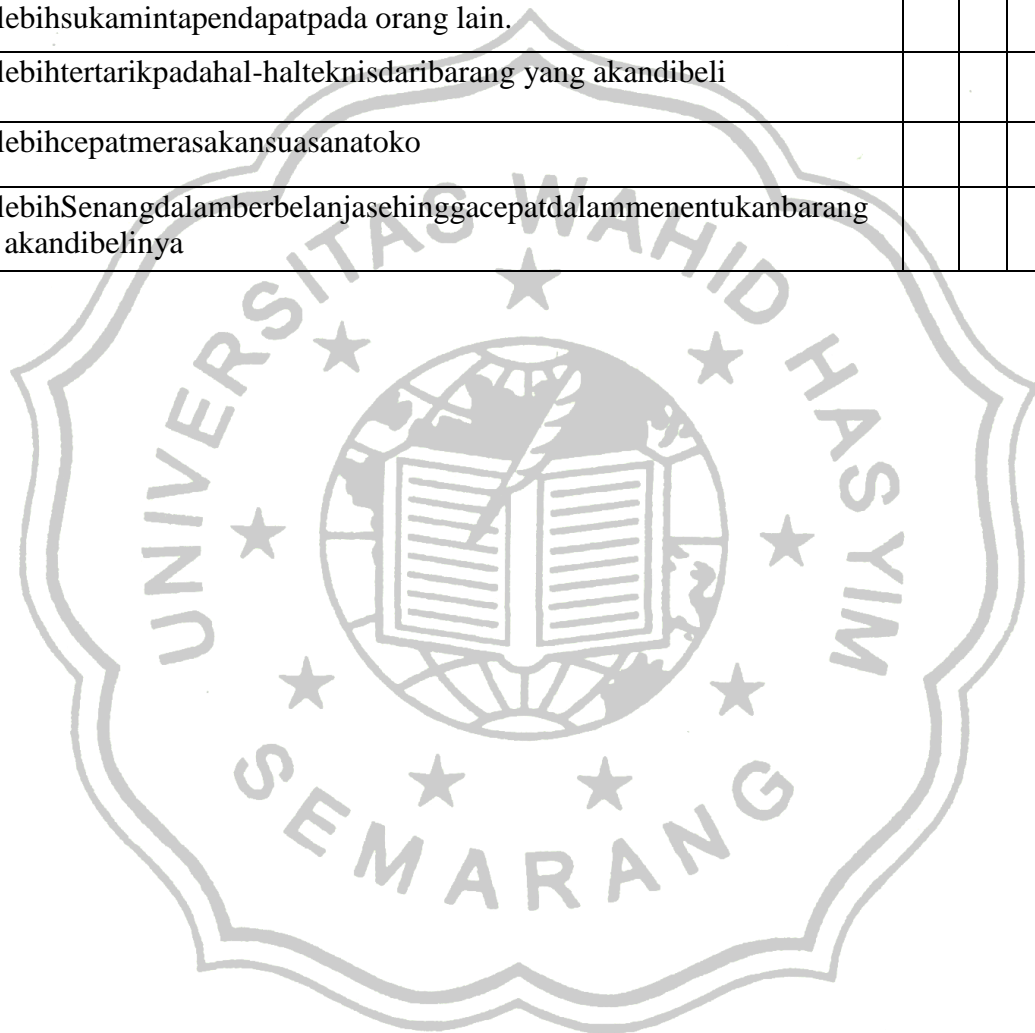 lebihsukamintapendapatpada orang lain.
lebihtertarikpadahal-halteknisdaribarang yang akandibeli
lebihcepatmerasakansuasanatoko
lebihSenangdalamberbelanjasehinggacepatdalammenentukanbarang
akandibelinya
UNIVERSITAS WAHID HASYIM
SEMARANG